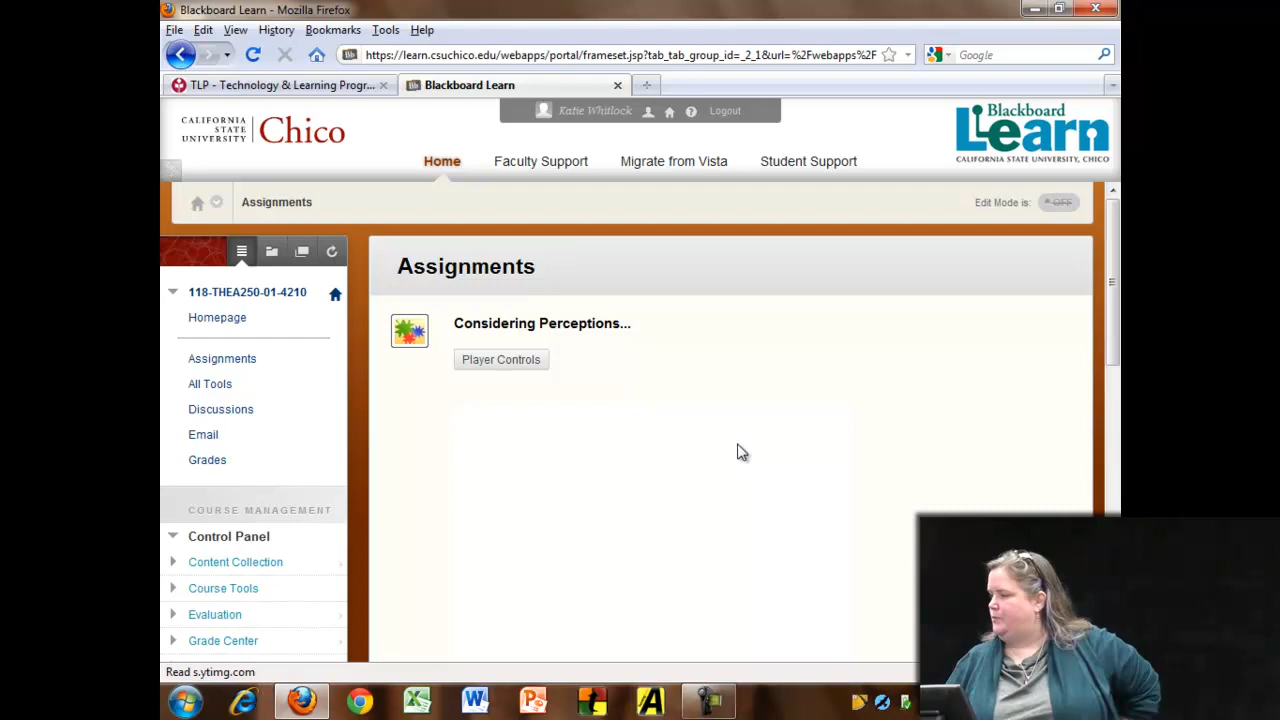 Blackboard Learn - Mozilla Firefox
File Edit View History Bookmarks Tools Help
https://learn.csuchico.edu/webapps/portal/frameset.jsp?tab_tab_group_id=_2_1&url=%2Fwebapps%2F
Google
TLP - Technology & Learning Progr...
Blackboard Learn
CALIFORNIA
STATE
UNIVERSITY
Chico
Katie Whitlock
Logout
Blackboard
Learn
CALIFORNIA STATE UNIVERSITY, CHICO
Home Faculty Support Migrate from Vista Student Support
Assignments
Edit Mode is: OFF
118-THEA250-01-4210
Homepage
Assignments
All Tools
Discussions
Email
Grades
COURSE MANAGEMENT
Control Panel
Content Collection
Course Tools
Evaluation
Grade Center
Assignments
Considering Perceptions...
Player Controls
Read s.ytimg.com